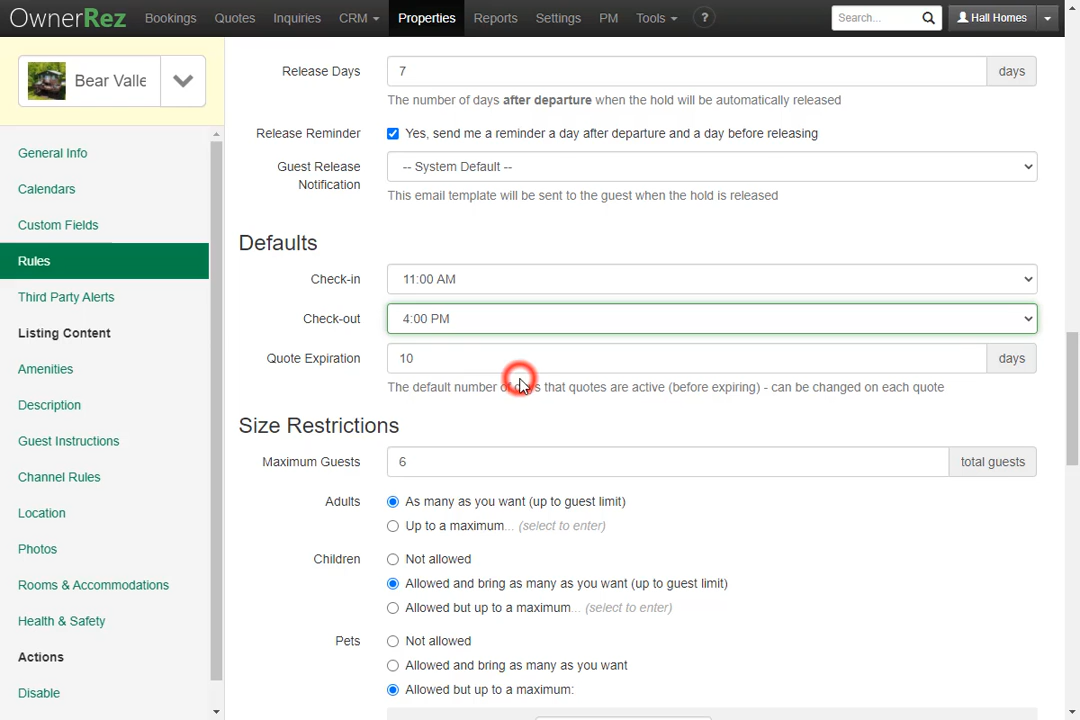 OwnerRez Bookings Quotes Inquiries CRM Properties Reports Settings PM Tools ? Search... Hall Homes
Bear Valle
General Info
Calendars
Custom Fields
Rules
Third Party Alerts
Listing Content
Amenities
Description
Guest Instructions
Channel Rules
Location
Photos
Rooms & Accommodations
Health & Safety
Actions
Disable
Release Days 7 days
The number of days after departure when the hold will be automatically released
Release Reminder Yes, send me a reminder a day after departure and a day before releasing
Guest Release Notification -- System Default --
This email template will be sent to the guest when the hold is released
Defaults
Check-in 11:00 AM
Check-out 4:00 PM
Quote Expiration 10 days
The default number of days that quotes are active (before expiring) - can be changed on each quote
Size Restrictions
Maximum Guests 6 total guests
Adults As many as you want (up to guest limit)
Up to a maximum... (select to enter)
Children Not allowed
Allowed and bring as many as you want (up to guest limit)
Allowed but up to a maximum... (select to enter)
Pets Not allowed
Allowed and bring as many as you want
Allowed but up to a maximum: